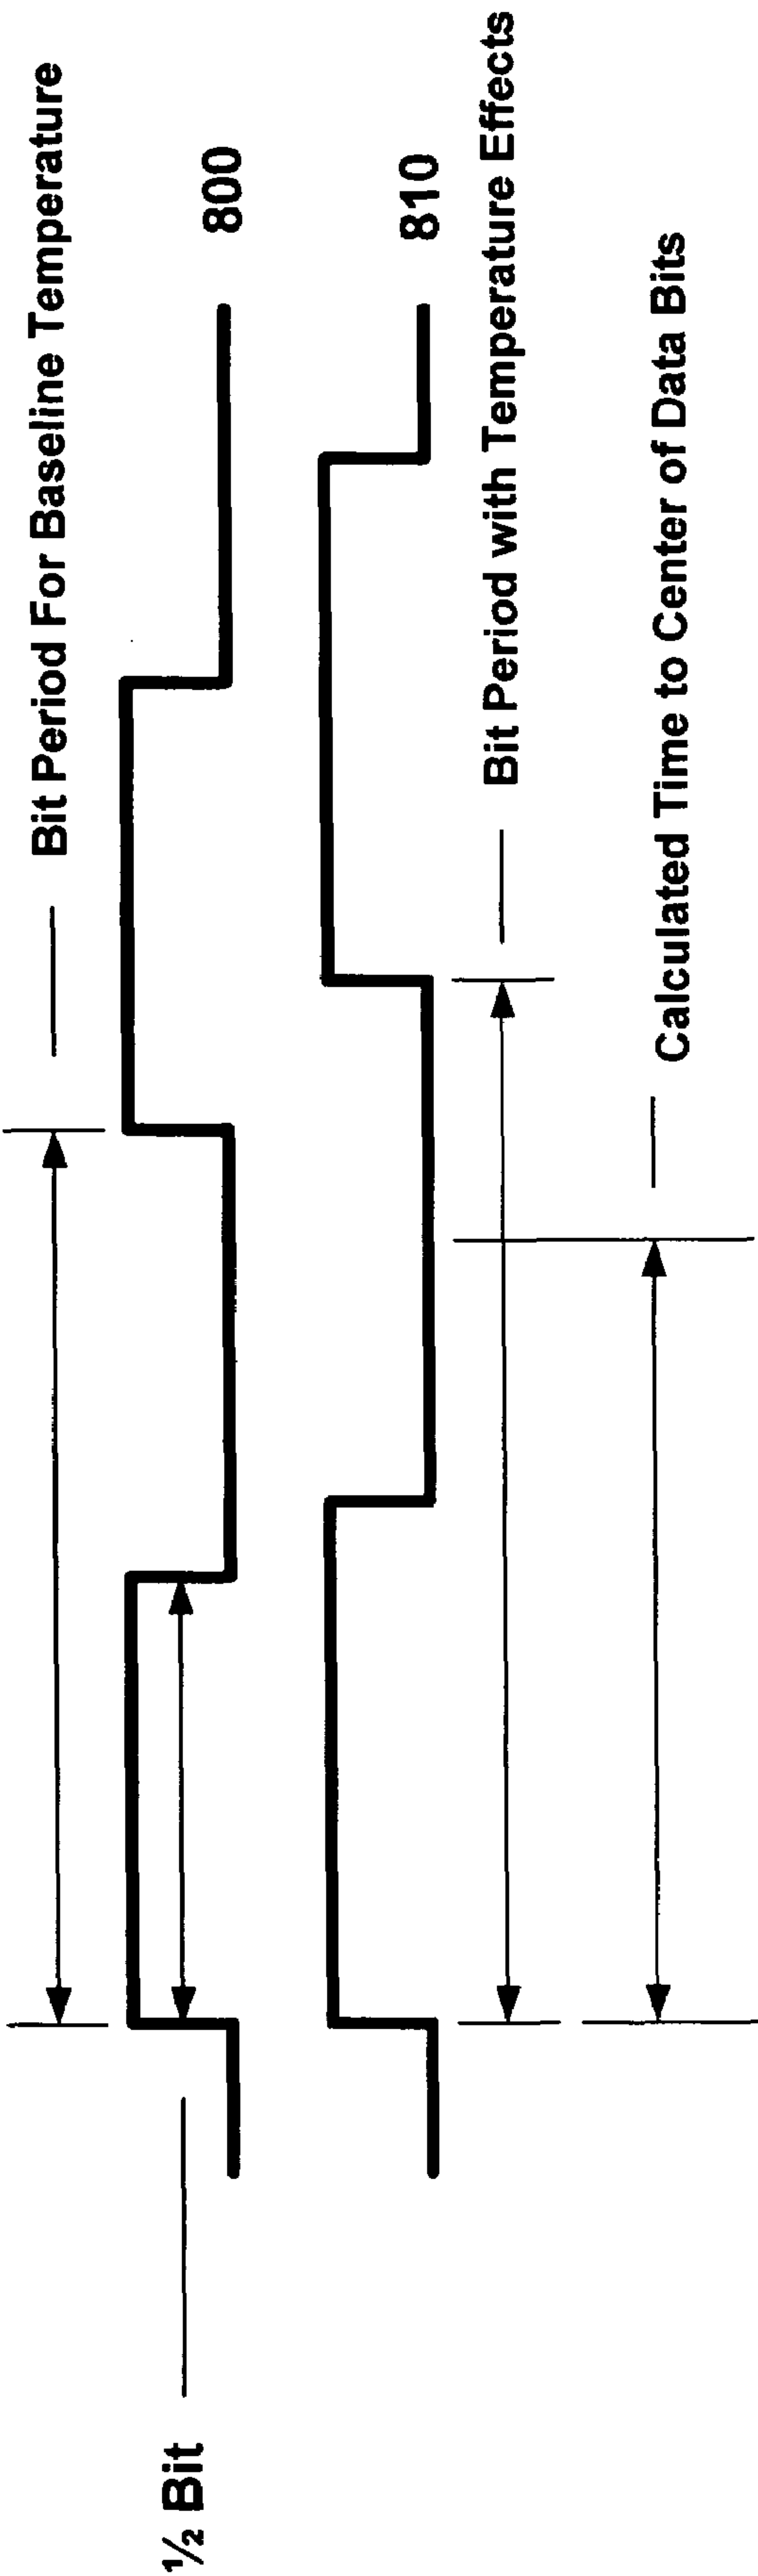 Bit Period For Baseline Temperature
½ Bit
800
810
Bit Period with Temperature Effects
Calculated Time to Center of Data Bits